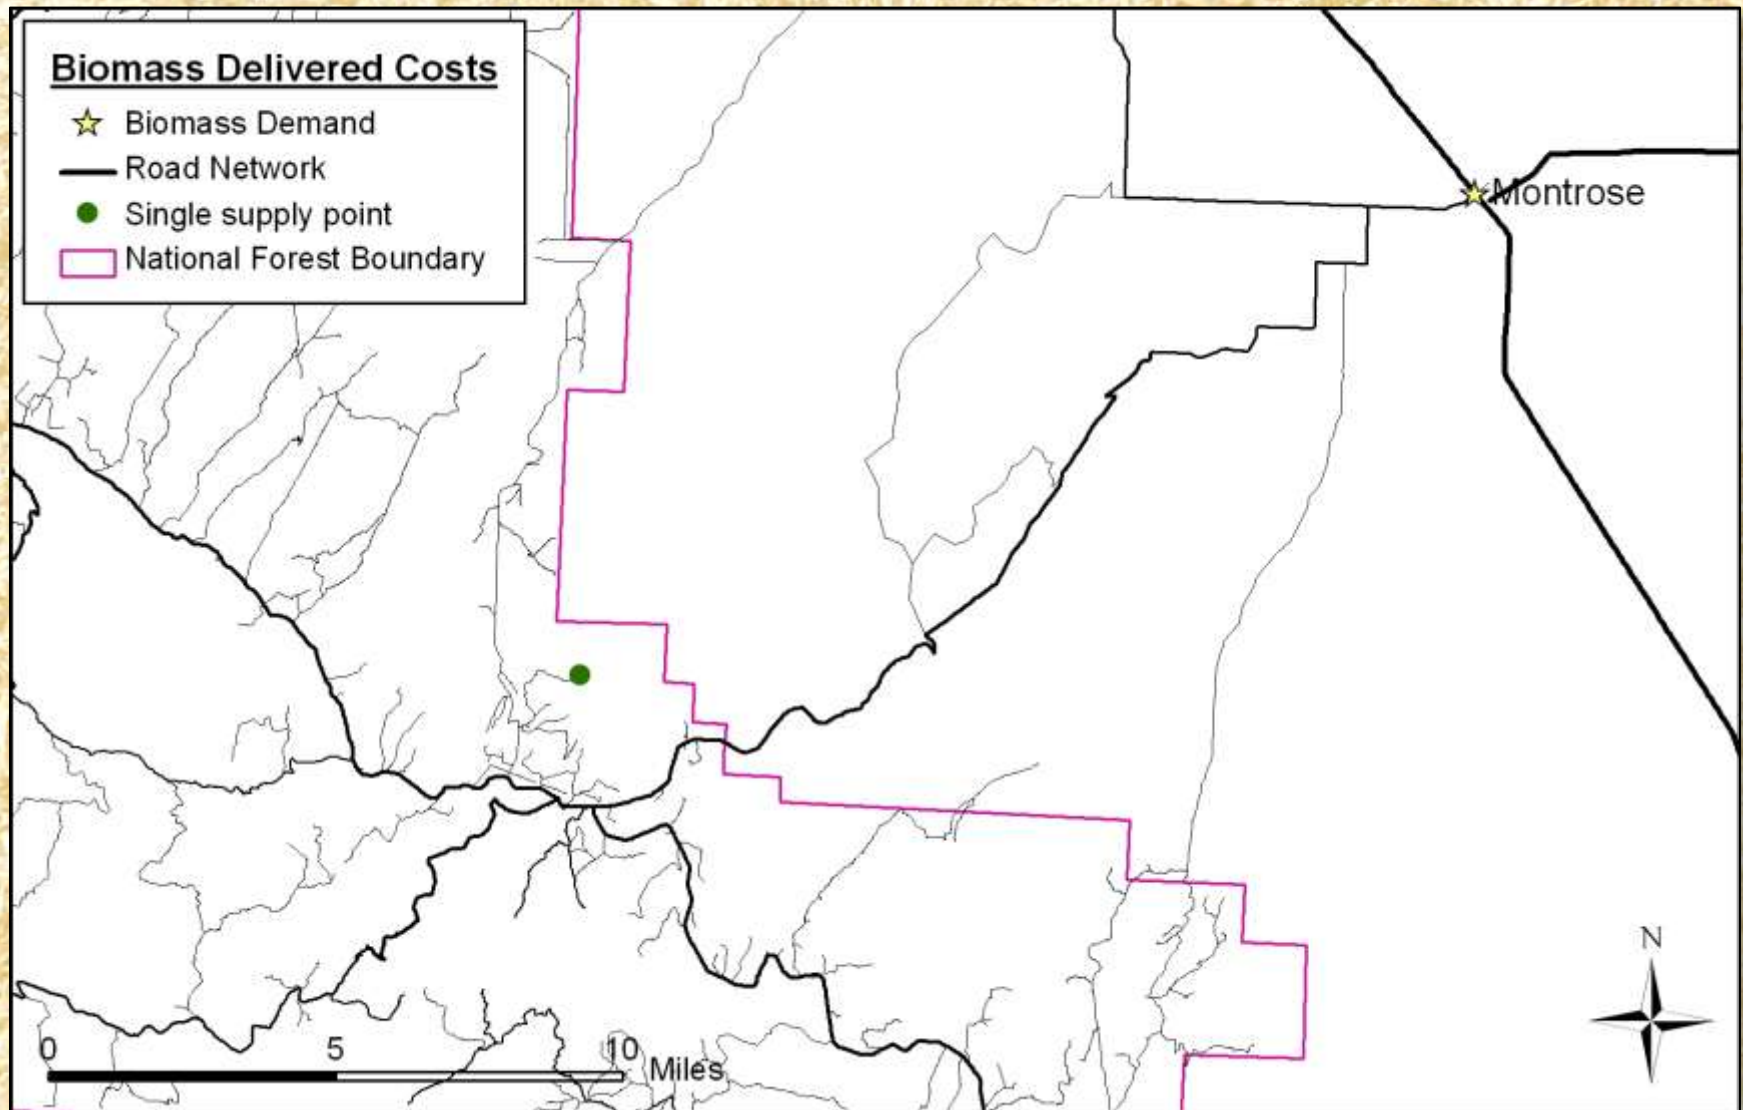 Biomass Delivered Costs
Biomass Demand
Road Network
Single supply point
National Forest Boundary
Montrose
N
0 5 10 Miles